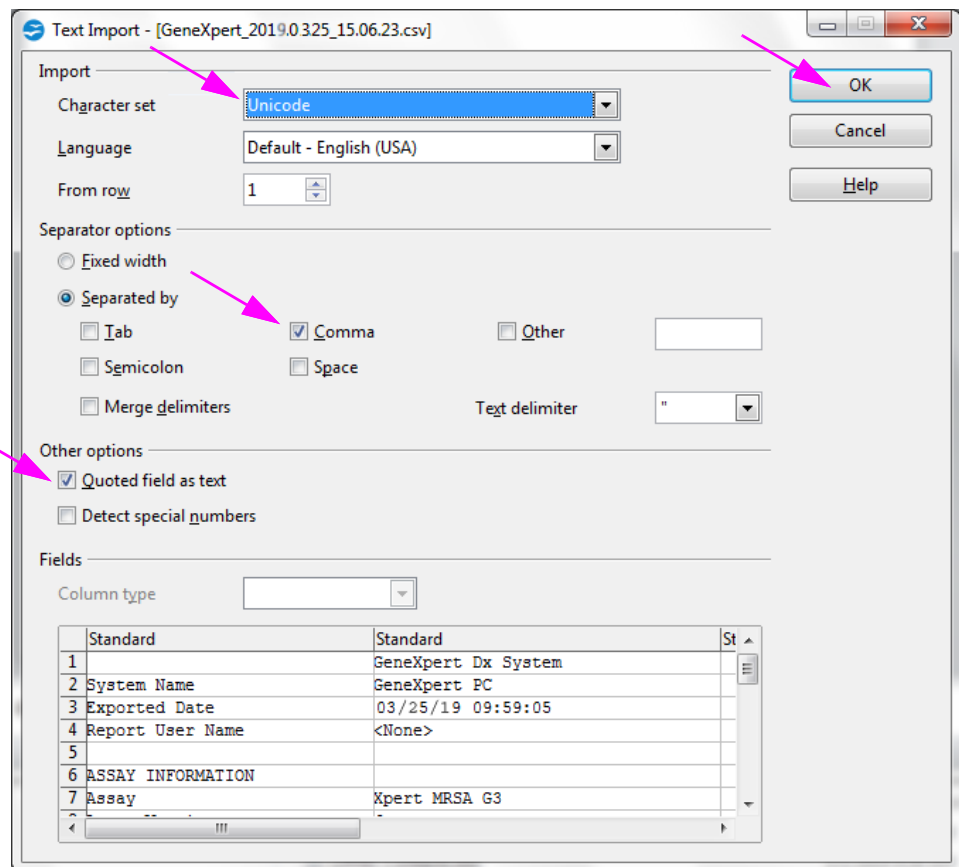 Text Import - [GeneXpert_2019.0325_15.06.23.csv]
Import
OK
Character set Unicode
Cancel
Language Default - English (USA)
From row 1
Help
Separator options
Fixed width
Separated by
Tab Comma Other
Semicolon Space
Merge delimiters Text delimiter "
Other options
Quoted field as text
Detect special numbers
Fields
Column type
Standard Standard St
1 GeneXpert Dx System
2 System Name GeneXpert PC
3 Exported Date 03/25/19 09:59:05
4 Report User Name <None>
5
6 ASSAY INFORMATION
7 Assay Xpert MRSA G3